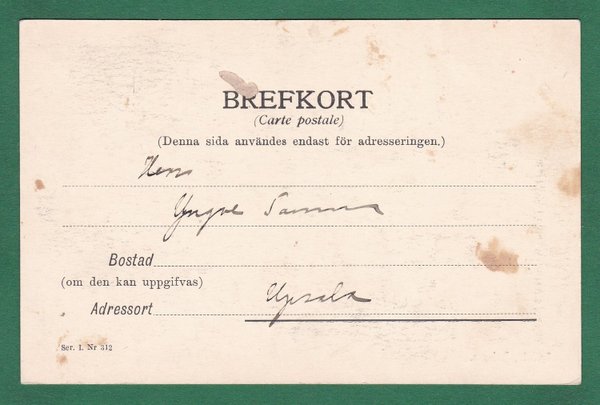 BREFKORT
(Carte postale)
(Denna sida användes endast för adresseringen.)
Herr
Yngve
Bostad
(om den kan uppgifvas)
Upsala
Adressort
Ser. I. Nr 312